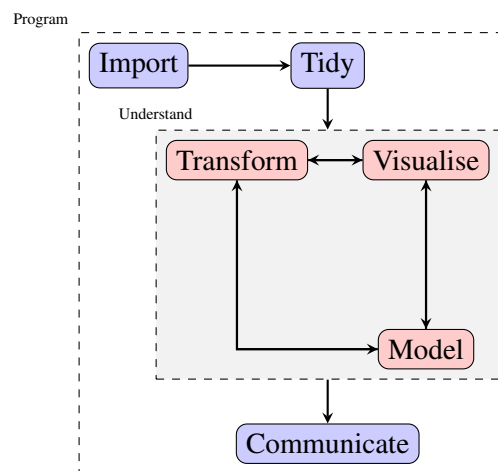 Program
Import
Tidy
Understand
Transform
Visualise
Model
Communicate